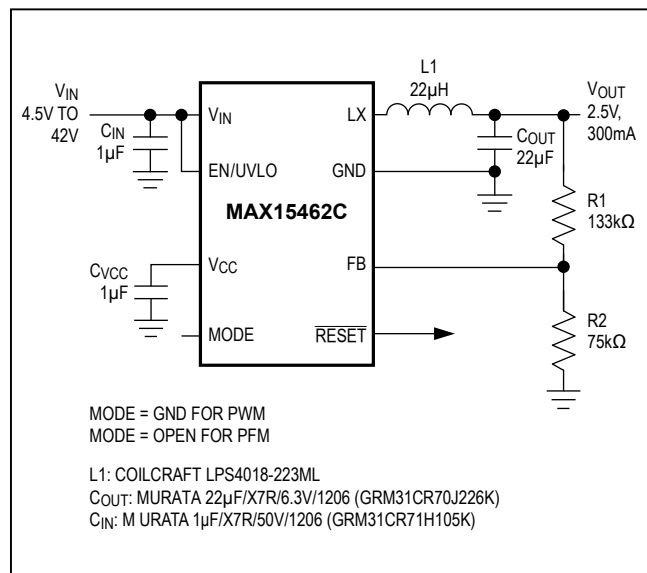 VIN
4.5V TO
42V
CIN
1µF
VIN
EN/UVLO
LX
GND
L1
22µH
COUT
22µF
VOUT
2.5V,
300mA
R1
133kΩ
MAX15462C
CVCC
1µF
VCC
MODE
FB
RESET
R2
75kΩ
MODE = GND FOR PWM
MODE = OPEN FOR PFM
L1: COILCRAFT LPS4018-223ML
COUT: MURATA 22µF/X7R/6.3V/1206 (GRM31CR70J226K)
CIN: M URATA 1µF/X7R/50V/1206 (GRM31CR71H105K)